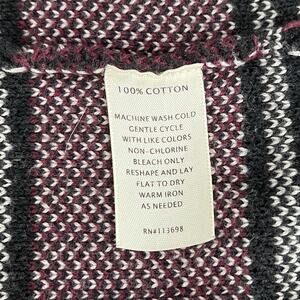 100% COTTON
MACHINE WASH COLD
GENTLE CYCLE
WITH LIKE COLORS
NON-CHLORINE
BLEACH ONLY
RESHAPE AND LAY
FLAT TO DRY
WARM IRON
AS NEEDED
RN#113698